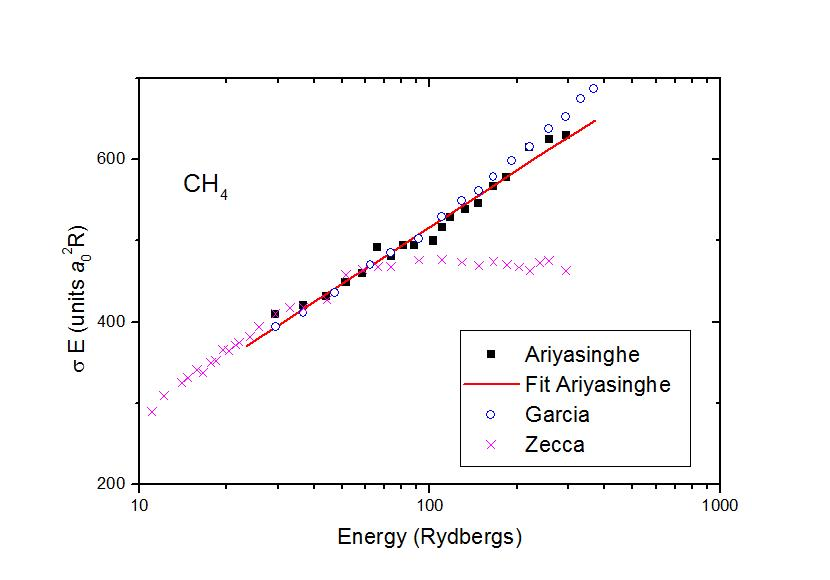 CH₄
600
400
200
σ E (units a₀²R)
Ariyasinghe
Fit Ariyasinghe
Garcia
Zecca
10
100
1000
Energy (Rydbergs)